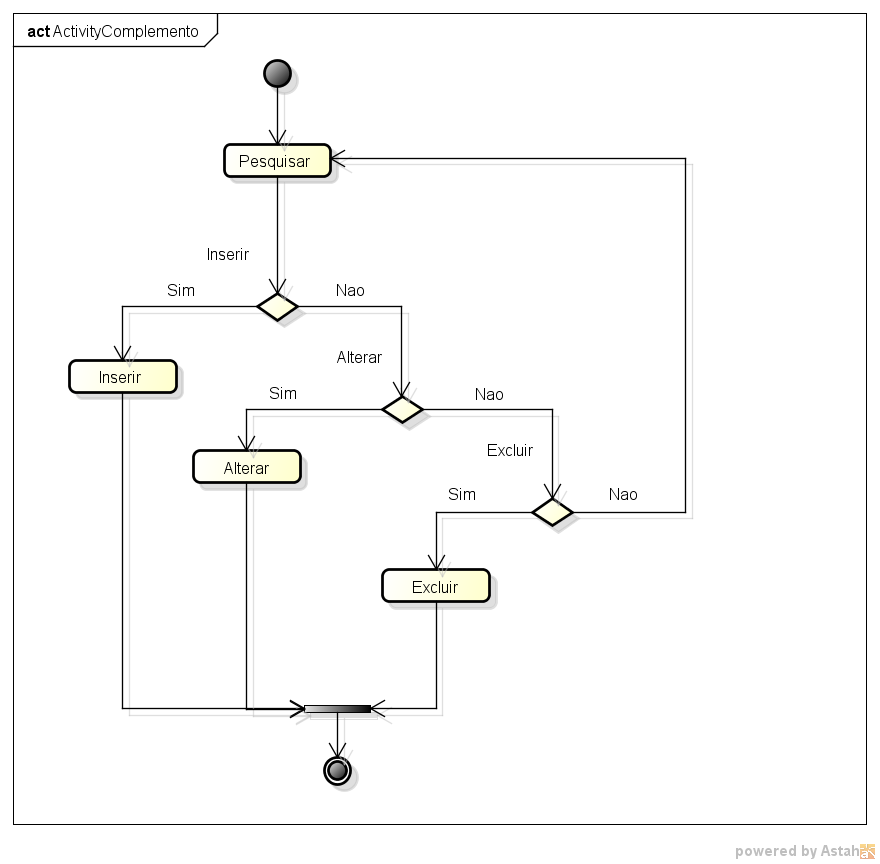 act ActivityComplemento
Pesquisar
Inserir
Sim
Nao
Alterar
Inserir
Sim
Nao
Excluir
Alterar
Sim
Nao
Excluir
powered by Astah